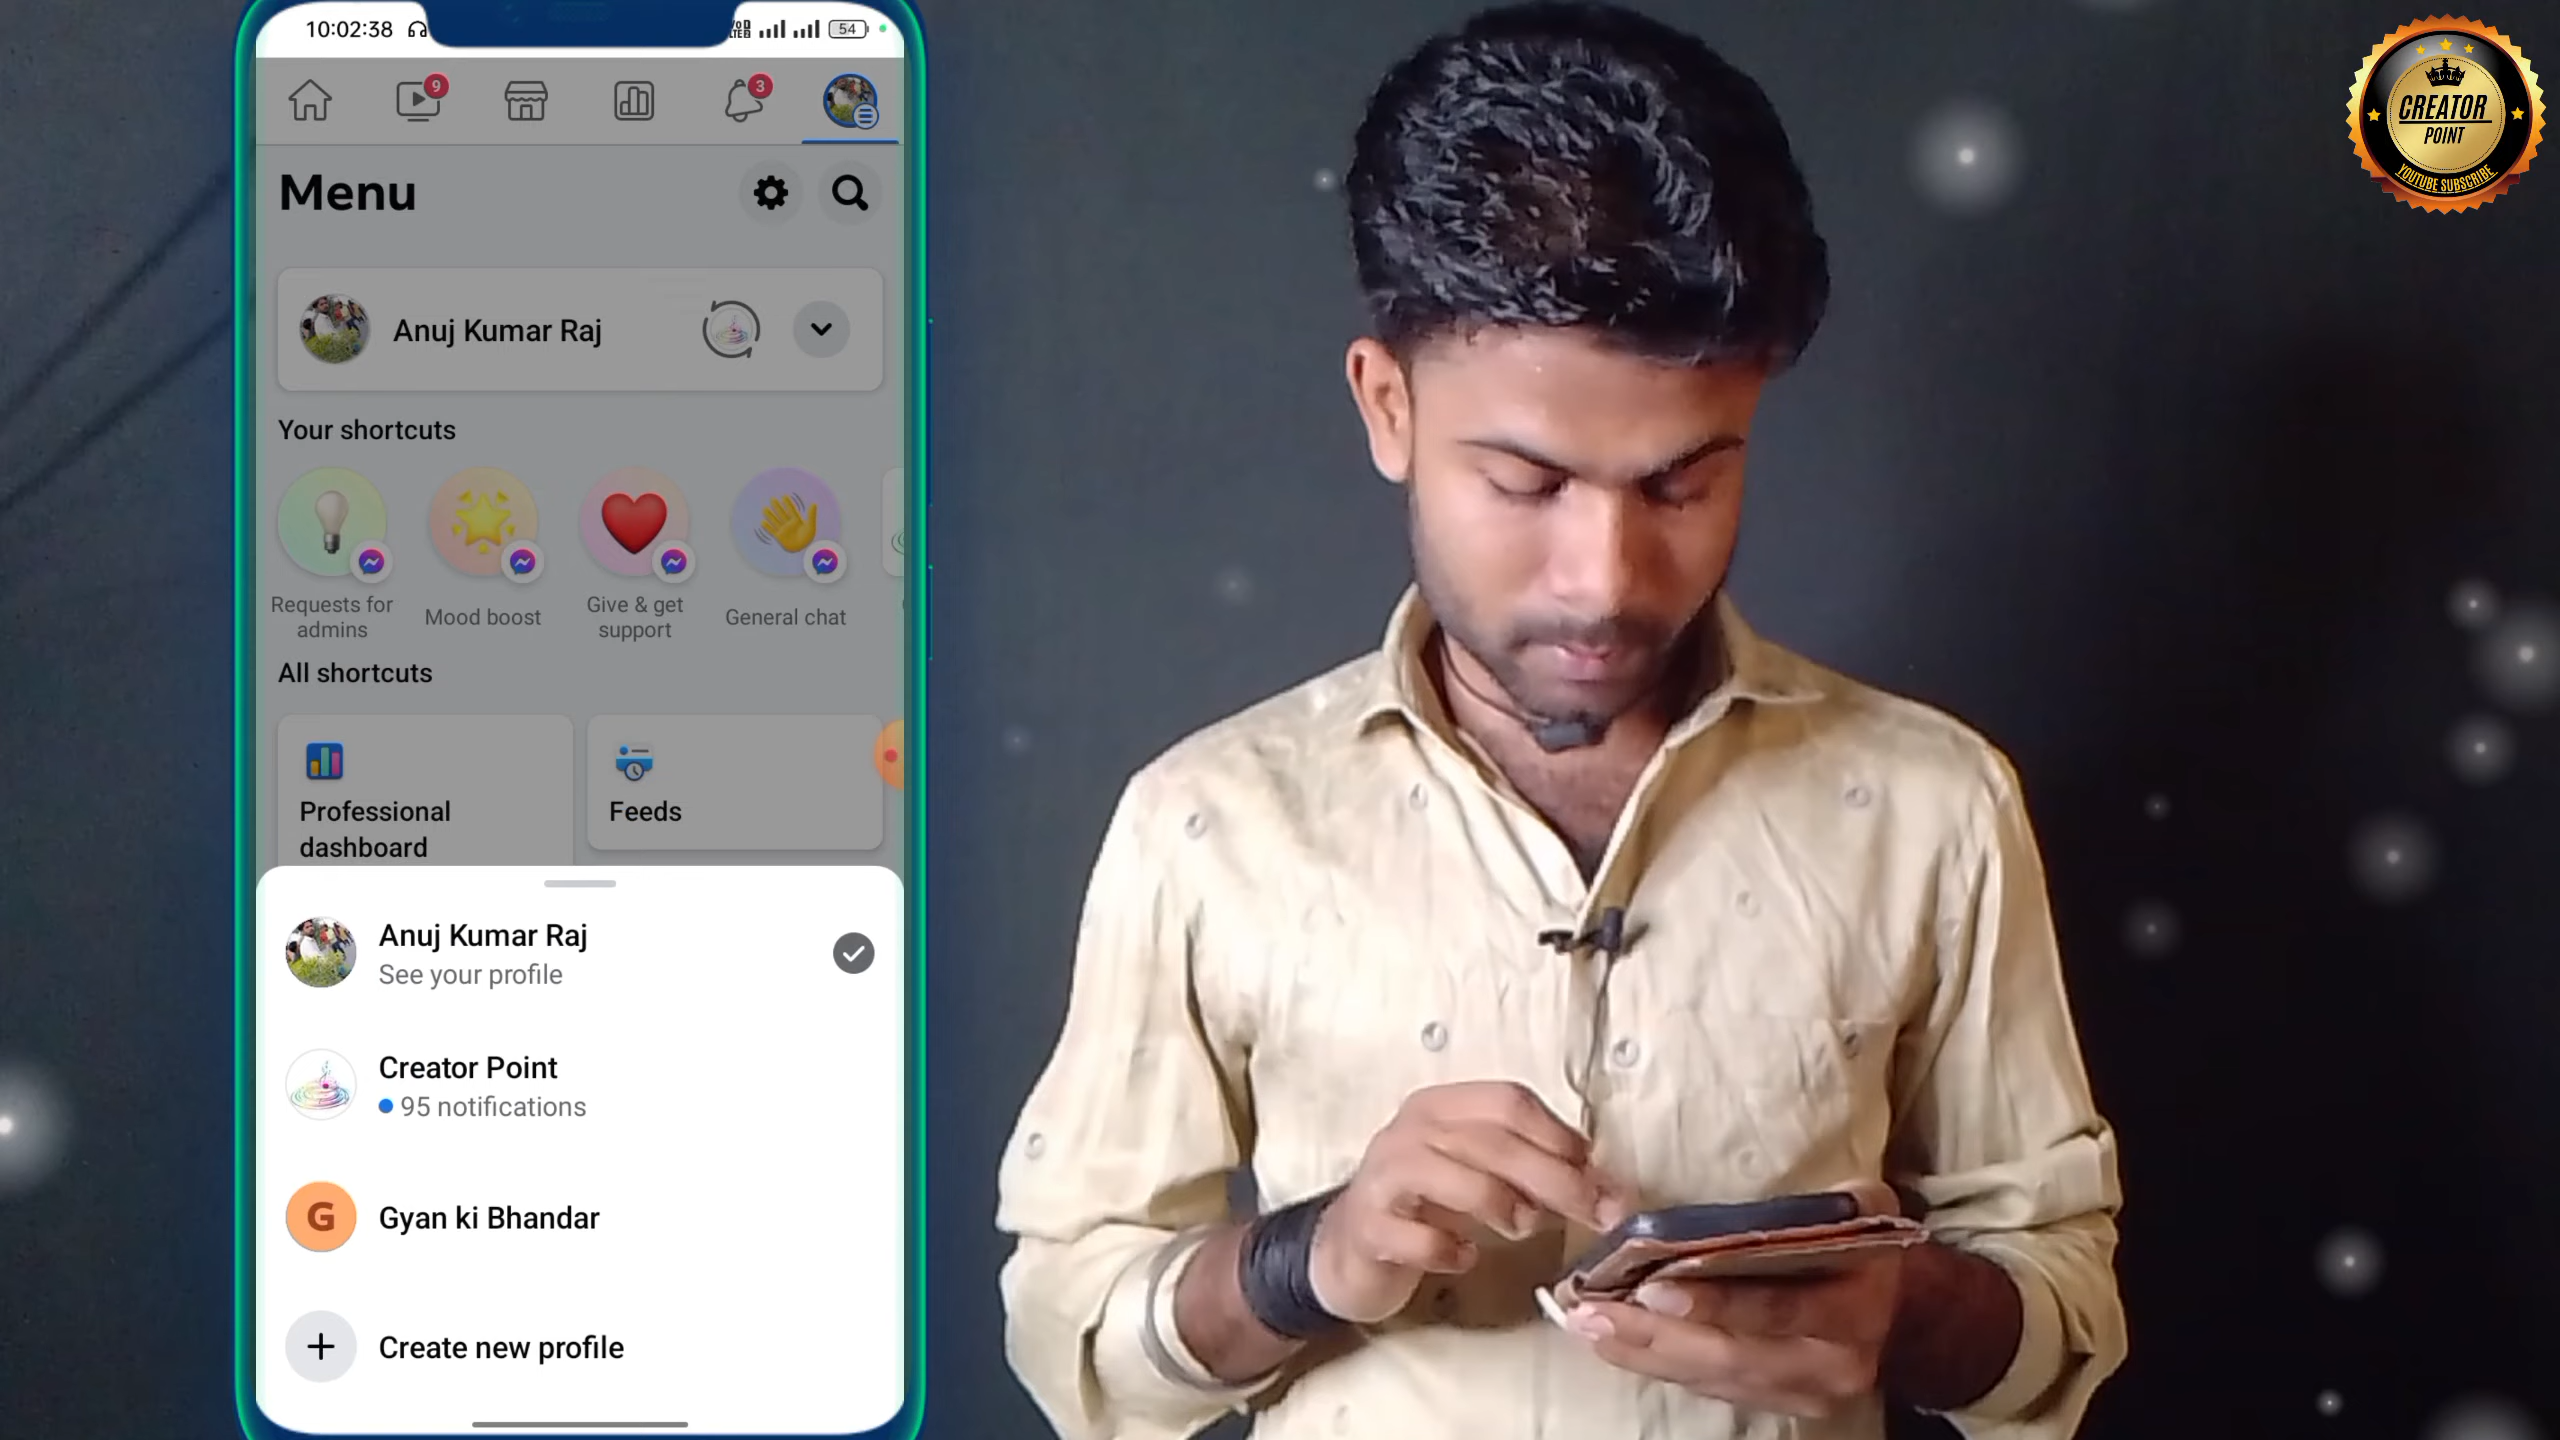 10:02:38
54
9
3
Menu
Anuj Kumar Raj
Your shortcuts
Requests for
admins
Mood boost
Give & get
support
General chat
All shortcuts
Professional
dashboard
Feeds
Anuj Kumar Raj
See your profile
Creator Point
95 notifications
G
Gyan ki Bhandar
Create new profile
CREATOR
POINT
YOUTUBE SUBSCRIBE